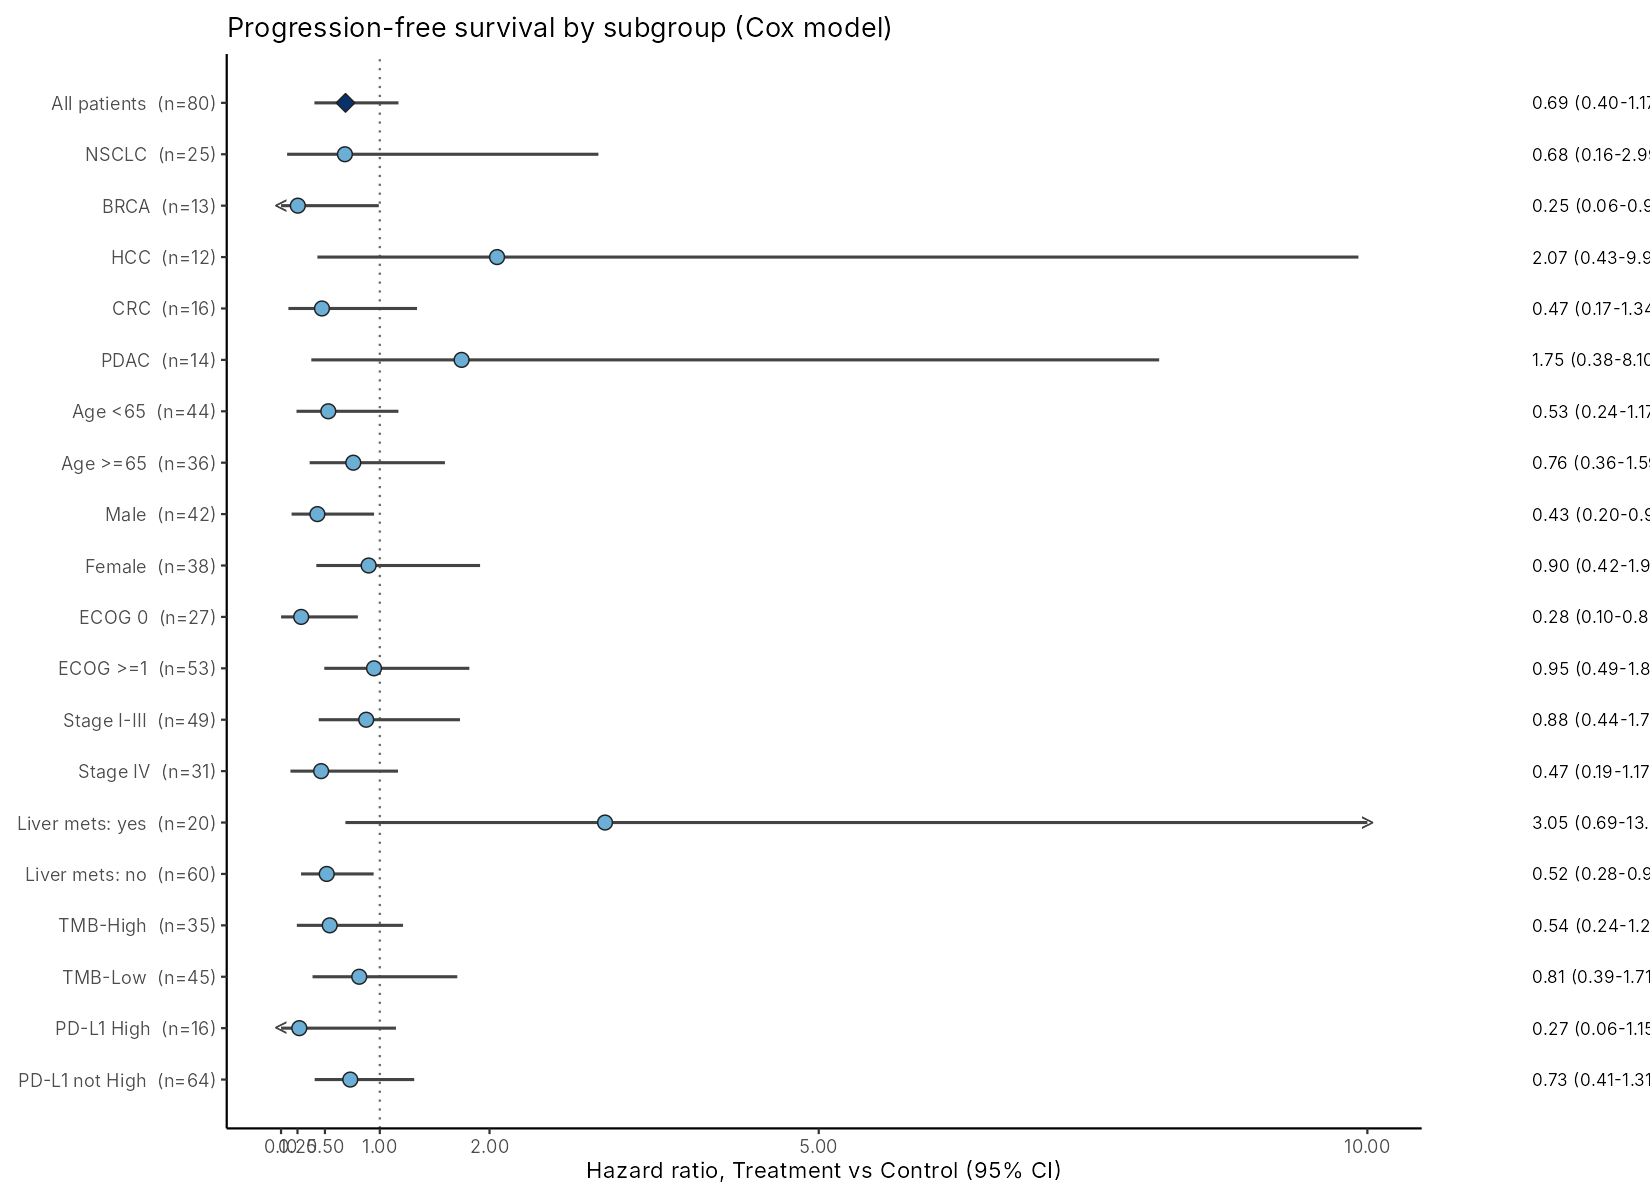 Progression-free survival by subgroup (Cox model)
All patients (n=80) 0.69 (0.40-1.17
NSCLC (n=25) 0.68 (0.16-2.99
BRCA (n=13) 0.25 (0.06-0.9
HCC (n=12) 2.07 (0.43-9.9
CRC (n=16) 0.47 (0.17-1.34
PDAC (n=14) 1.75 (0.38-8.10
Age <65 (n=44) 0.53 (0.24-1.17
Age >=65 (n=36) 0.76 (0.36-1.59
Male (n=42) 0.43 (0.20-0.9
Female (n=38) 0.90 (0.42-1.9
ECOG 0 (n=27) 0.28 (0.10-0.8
ECOG >=1 (n=53) 0.95 (0.49-1.8
Stage I-III (n=49) 0.88 (0.44-1.7
Stage IV (n=31) 0.47 (0.19-1.17
Liver mets: yes (n=20) 3.05 (0.69-13.
Liver mets: no (n=60) 0.52 (0.28-0.9
TMB-High (n=35) 0.54 (0.24-1.2
TMB-Low (n=45) 0.81 (0.39-1.71
PD-L1 High (n=16) 0.27 (0.06-1.15
PD-L1 not High (n=64) 0.73 (0.41-1.31
0.10 0.25 0.50 1.00 2.00 5.00 10.00
Hazard ratio, Treatment vs Control (95% CI)